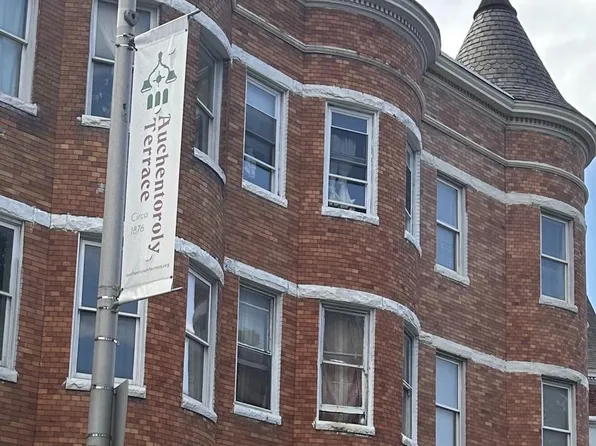 Auchentoroly
Terrace
Circa
1876